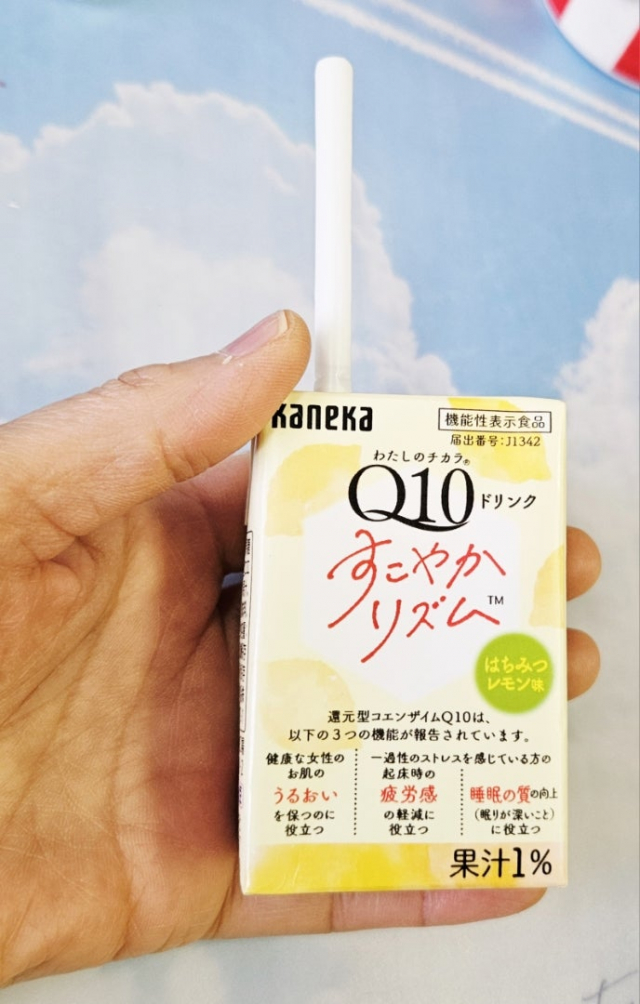 kaneka
機能性表示食品
届出番号:J1342
わたしのチカラ®
Q10ドリンク
すこやか
リズム™
はちみつ
レモン味
還元型コエンザイムQ10は、
以下の3つの機能が報告されています。
健康な女性の
お肌の
うるおい
を保つのに
役立つ
一過性のストレスを感じている方の
起床時の
疲労感
の軽減に
役立つ
睡眠の質の向上
(眠りが深いこと)
に役立つ
果汁1%